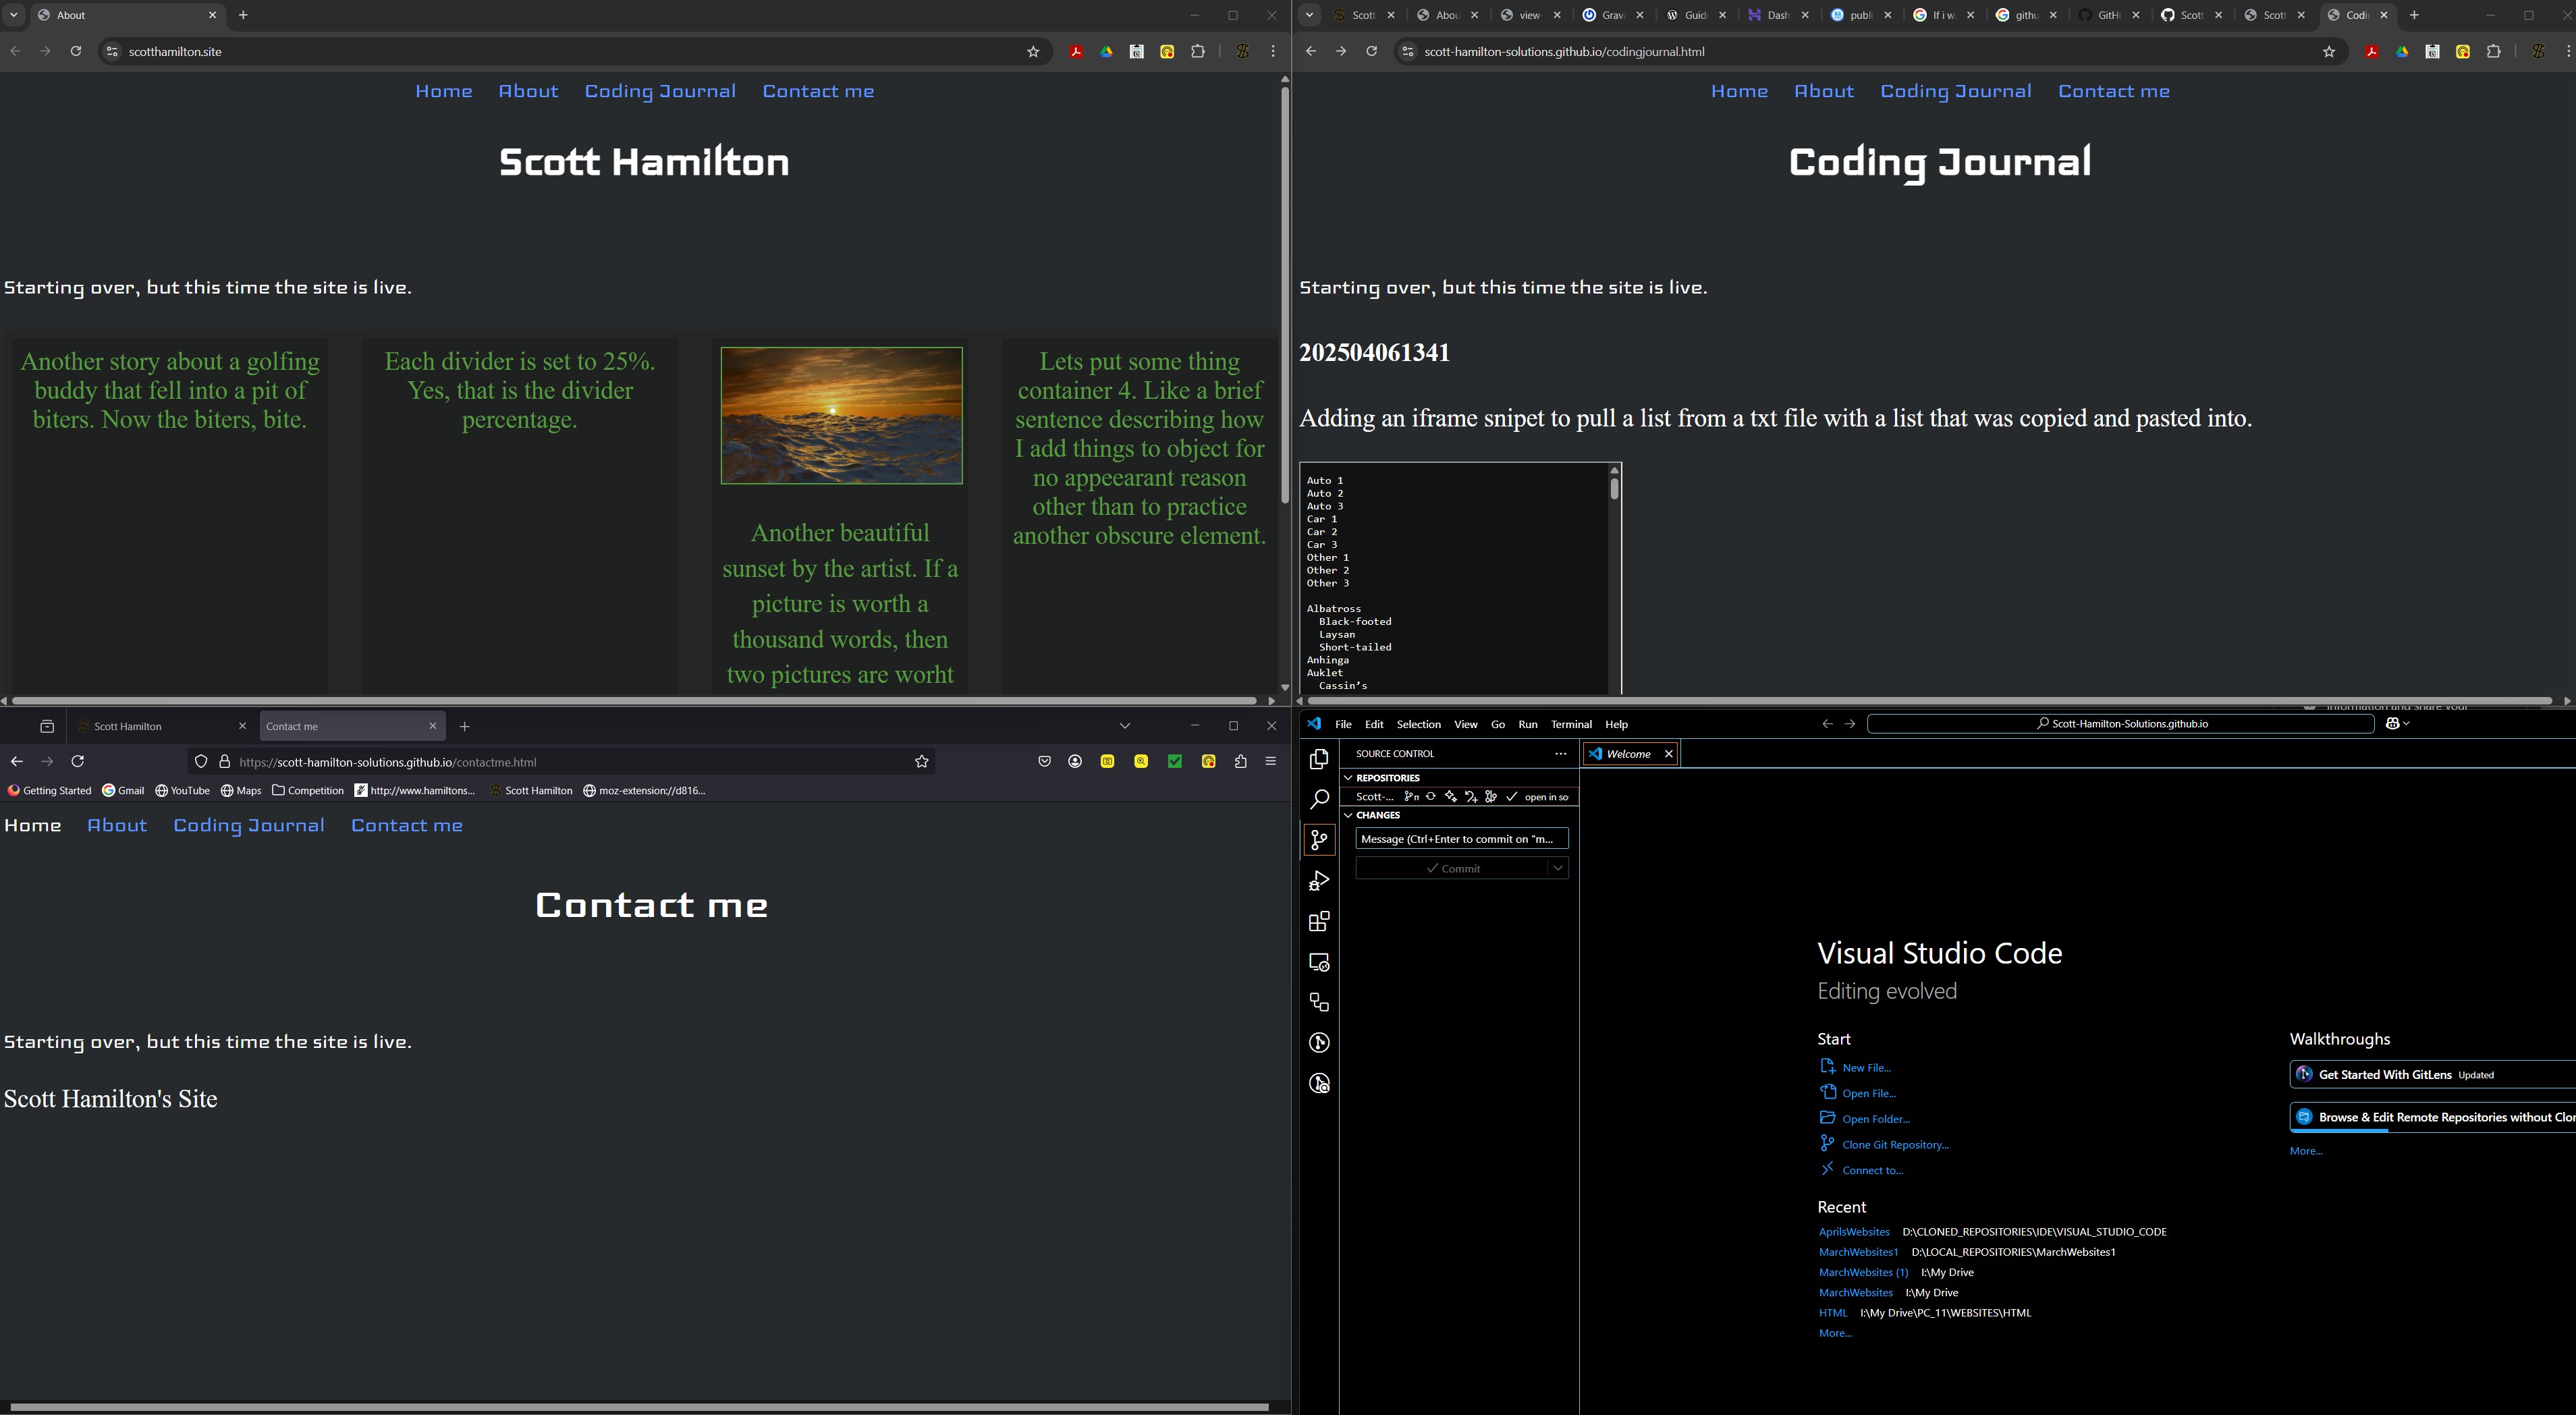 About
scotthamilton.site
Home About Coding Journal Contact me
Scott Hamilton
Starting over, but this time the site is live.
Another story about a golfing
buddy that fell into a pit of
biters. Now the biters, bite.
Each divider is set to 25%.
Yes, that is the divider
percentage.
Another beautiful
sunset by the artist. If a
picture is worth a
thousand words, then
two pictures are worht
Lets put some thing
container 4. Like a brief
sentence describing how
I add things to object for
no appeearant reason
other than to practice
another obscure element.
Scott Abou view- Grav Guid Dash publi If i w githu GitH Scott Scott Codi
scott-hamilton-solutions.github.io/codingjournal.html
Home About Coding Journal Contact me
Coding Journal
Starting over, but this time the site is live.
202504061341
Adding an iframe snipet to pull a list from a txt file with a list that was copied and pasted into.
Auto 1
Auto 2
Auto 3
Car 1
Car 2
Car 3
Other 1
Other 2
Other 3
Albatross
Black-footed
Laysan
Short-tailed
Anhinga
Auklet
Cassin’s
Scott Hamilton Contact me
https://scott-hamilton-solutions.github.io/contactme.html
Getting Started Gmail YouTube Maps Competition http://www.hamiltons... Scott Hamilton moz-extension://d816...
Home About Coding Journal Contact me
Contact me
Starting over, but this time the site is live.
Scott Hamilton's Site
File Edit Selection View Go Run Terminal Help
Scott-Hamilton-Solutions.github.io
SOURCE CONTROL
Welcome
REPOSITORIES
Scott-... open in so
CHANGES
Message (Ctrl+Enter to commit on "m...
Commit
Visual Studio Code
Editing evolved
Start
New File...
Open File...
Open Folder...
Clone Git Repository...
Connect to...
Recent
AprilsWebsites D:\CLONED_REPOSITORIES\IDE\VISUAL_STUDIO_CODE
MarchWebsites1 D:\LOCAL_REPOSITORIES\MarchWebsites1
MarchWebsites (1) I:\My Drive
MarchWebsites I:\My Drive
HTML I:\My Drive\PC_11\WEBSITES\HTML
More...
Walkthroughs
Get Started With GitLens Updated
Browse & Edit Remote Repositories without Clon
More...